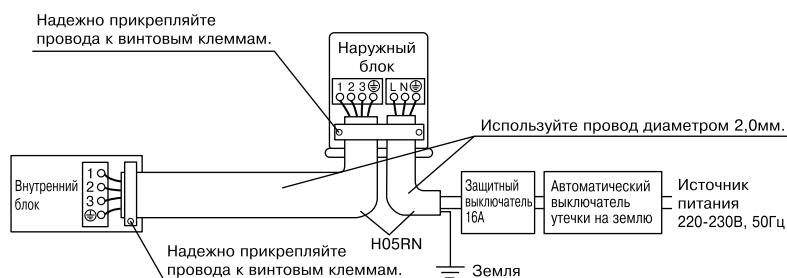 Надежно прикрепляйте
провода к винтовым клеммам.
Наружный
блок
1 2 3
L N
Используйте провод диаметром 2,0мм.
Внутренний
блок
1
2
3
Защитный
выключатель
16А
Автоматический
выключатель
утечки на землю
Источник
питания
220-230В, 50Гц
H05RN
Надежно прикрепляйте
провода к винтовым клеммам.
Земля